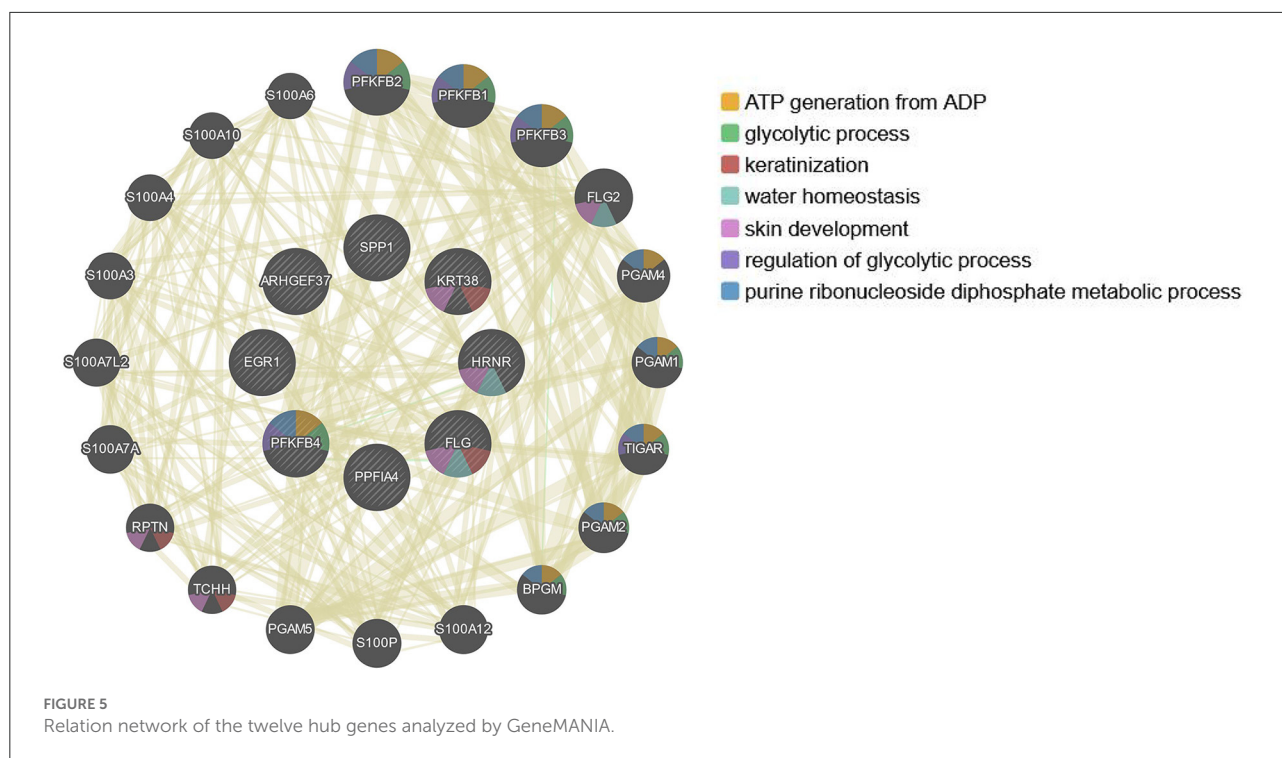 PFKFB2
PFKFB1
S100A6
PFKFB3
S100A10
FLG2
S100A4
SPP1
ARHGEF37
KRT38
S100A3
PGAM4
S100A7L2
EGR1
HRNR
PGAM1
S100A7A
PFKFB4
FLG
TIGAR
PPFIA4
RPTN
PGAM2
TCHH
BPGM
PGAM5
S100P
S100A12
ATP generation from ADP
glycolytic process
keratinization
water homeostasis
skin development
regulation of glycolytic process
purine ribonucleoside diphosphate metabolic process
FIGURE 5
Relation network of the twelve hub genes analyzed by GeneMANIA.